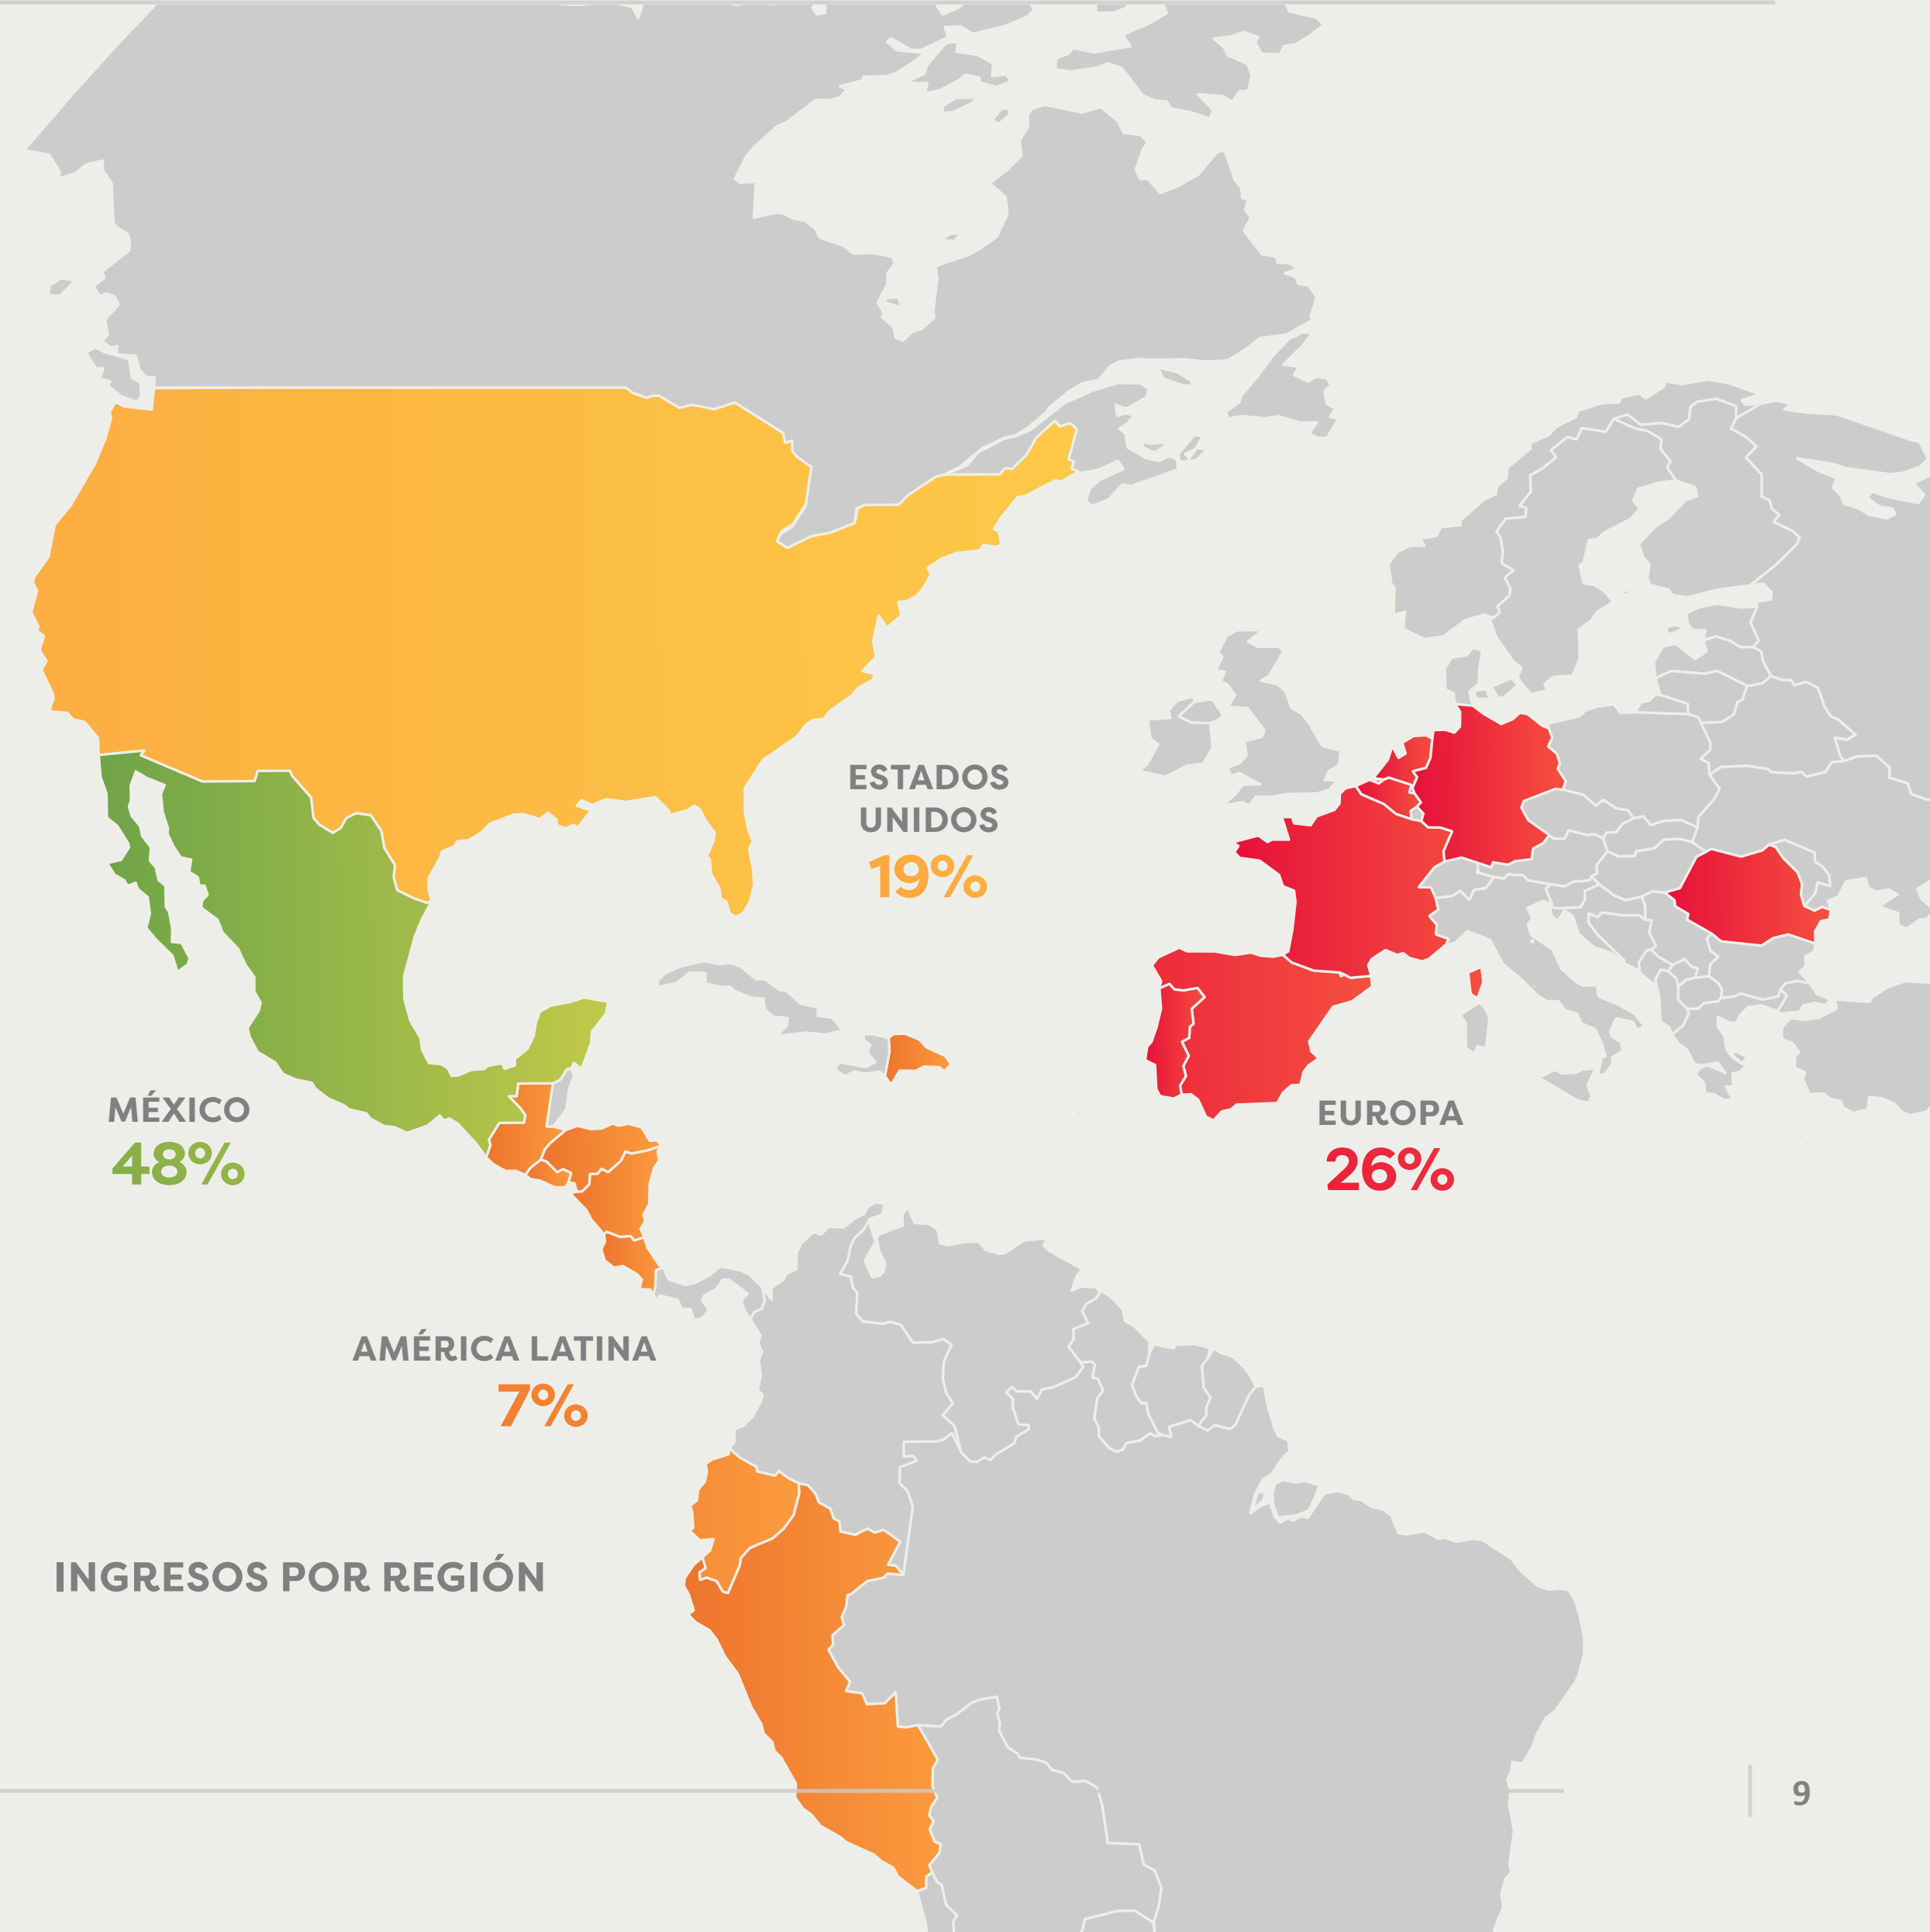 ESTADOS
UNIDOS
19%
MÉXICO
48%
EUROPA
26%
AMÉRICA LATINA
7%
INGRESOS POR REGIÓN
9